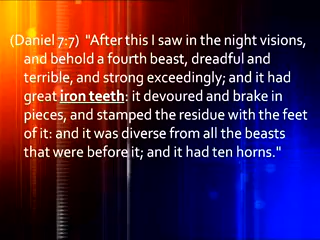 (Daniel 7:7)  "After this I saw in the night visions,
and behold a fourth beast, dreadful and
terrible, and strong exceedingly; and it had
great iron teeth: it devoured and brake in
pieces, and stamped the residue with the feet
of it: and it was diverse from all the beasts
that were before it; and it had ten horns."